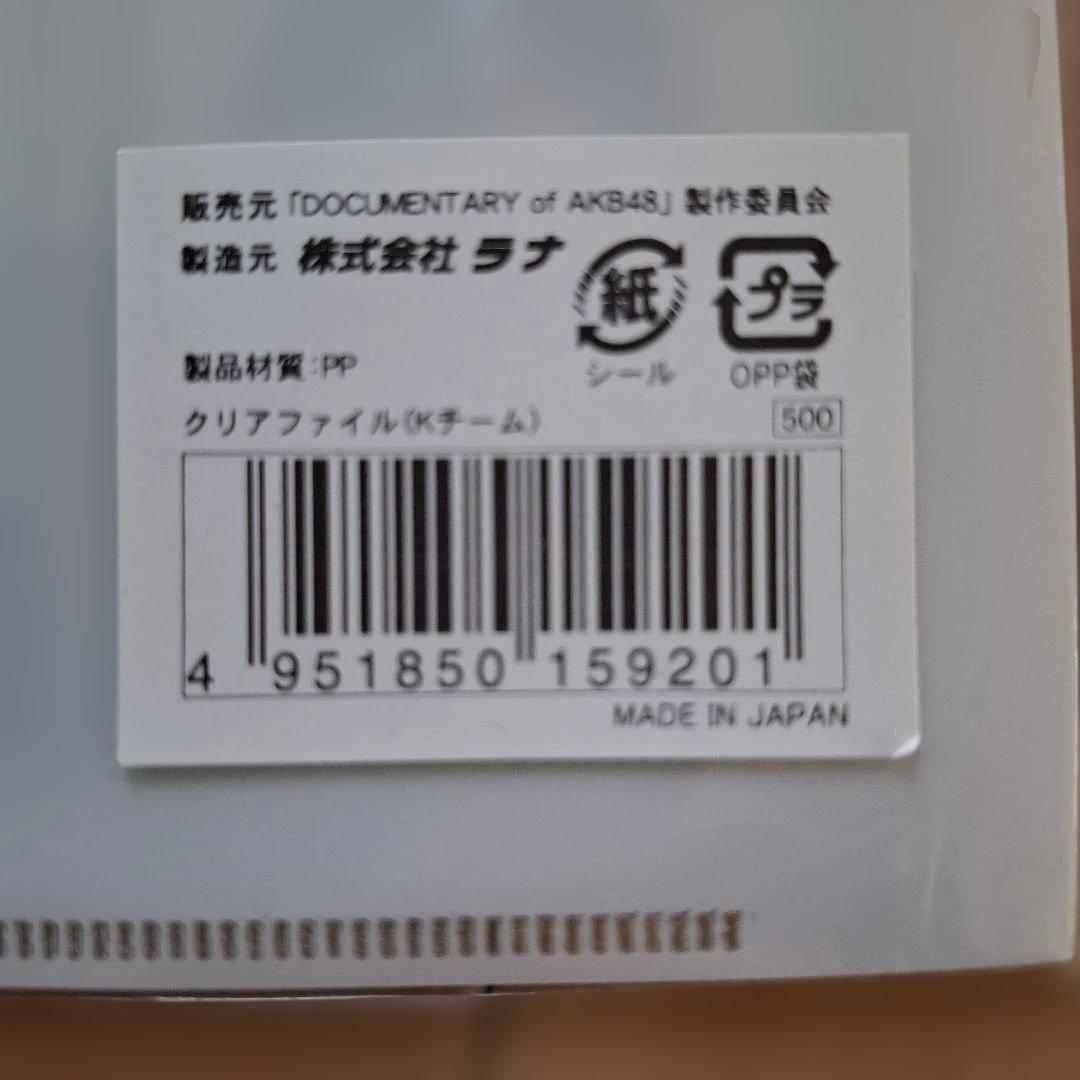 販売元「DOCUMENTARY of AKB48」製作委員会
製造元 株式会社 ラナ
紙
プラ
シール
OPP袋
製品材質:PP
クリアファイル(Kチーム)
500
4 951850 159201
MADE IN JAPAN